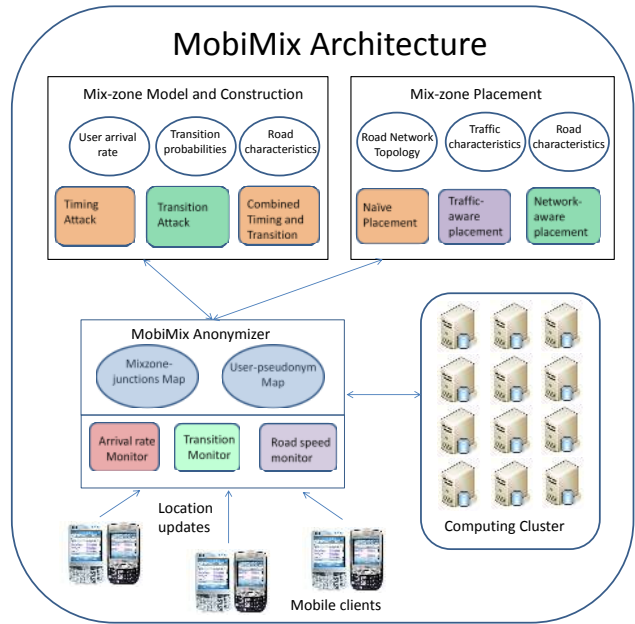 MobiMix Architecture
Mix-zone Model and Construction
User arrival
rate
Transition
probabilities
Road
characteristics
Timing
Attack
Transition
Attack
Combined
Timing and
Transition
Mix-zone Placement
Road Network
Topology
Traffic
characteristics
Road
characteristics
Naïve
Placement
Traffic-
aware
placement
Network-
aware
placement
MobiMix Anonymizer
Mixzone-
junctions Map
User-pseudonym
Map
Arrival rate
Monitor
Transition
Monitor
Road speed
monitor
Computing Cluster
Location
updates
Mobile clients